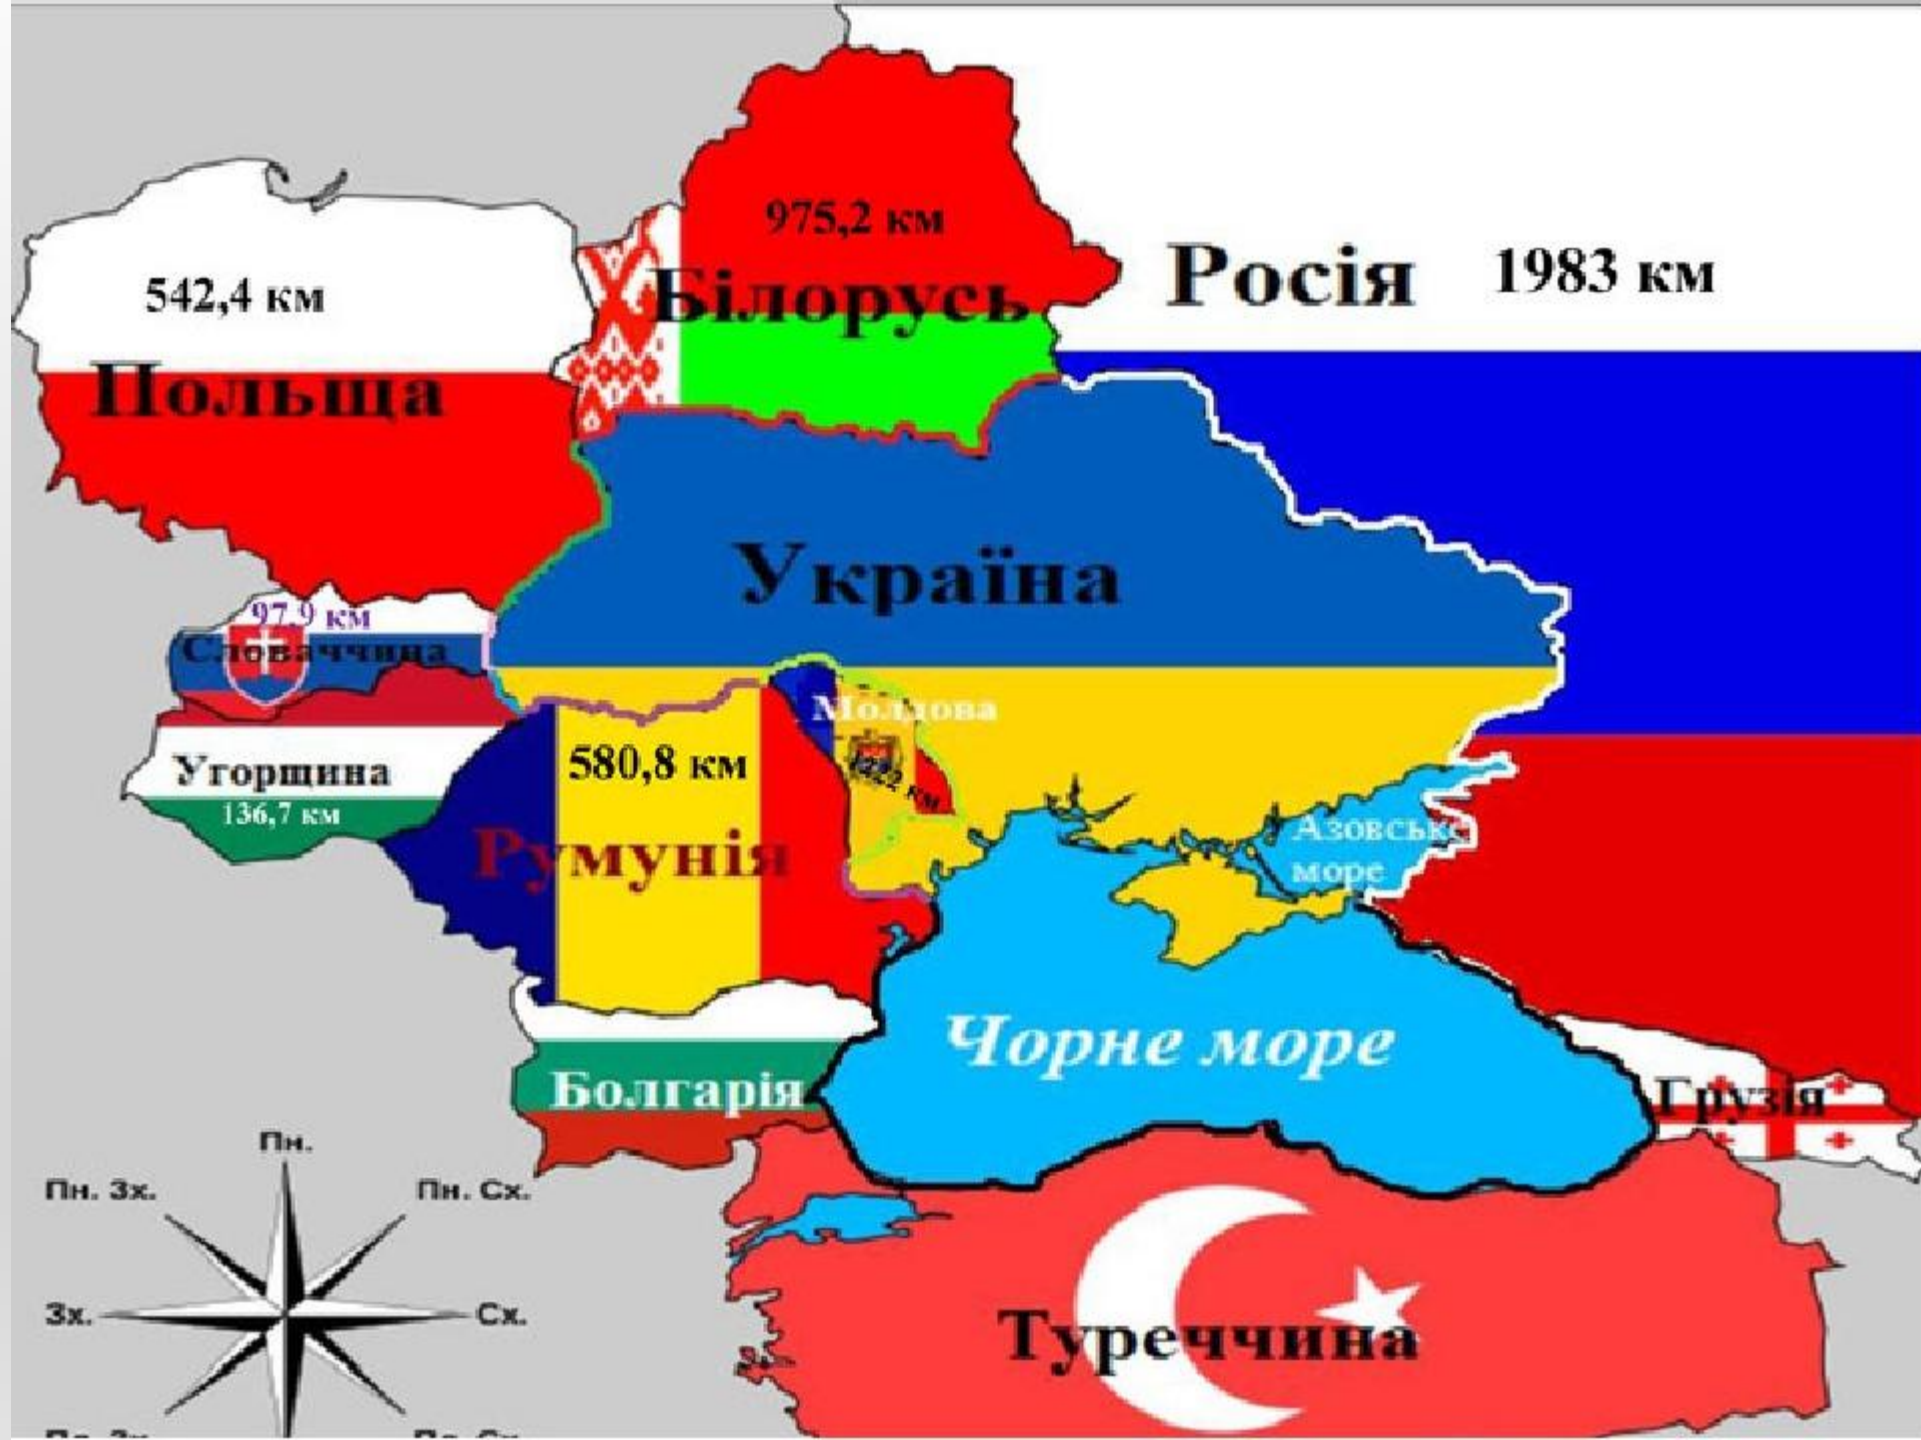 975,2 км
Росія 1983 км
542,4 км
Білорусь
Польща
Україна
97,9 км
Словаччина
Молдова
Угорщина
580,8 км
1222 км
136,7 км
Румунія
Азовське
море
Чорне море
Болгарія
Грузія
Пн.
Пн. Зх.
Пн. Сх.
Зх.
Сх.
Туреччина